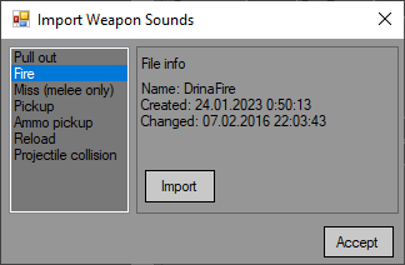 Import Weapon Sounds
Pull out
Fire
Miss (melee only)
Pickup
Ammo pickup
Reload
Projectile collision
File info
Name: DrinaFire
Created: 24.01.2023 0:50:13
Changed: 07.02.2016 22:03:43
Import
Accept